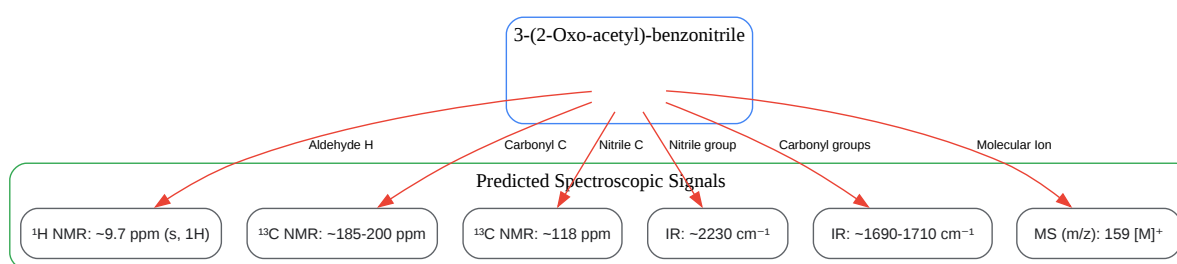 3-(2-Oxo-acetyl)-benzonitrile
Aldehyde H
Carbonyl C
Nitrile C
Nitrile group
Carbonyl groups
Molecular Ion
Predicted Spectroscopic Signals
¹H NMR: ~9.7 ppm (s, 1H)
¹³C NMR: ~185-200 ppm
¹³C NMR: ~118 ppm
IR: ~2230 cm⁻¹
IR: ~1690-1710 cm⁻¹
MS (m/z): 159 [M]⁺